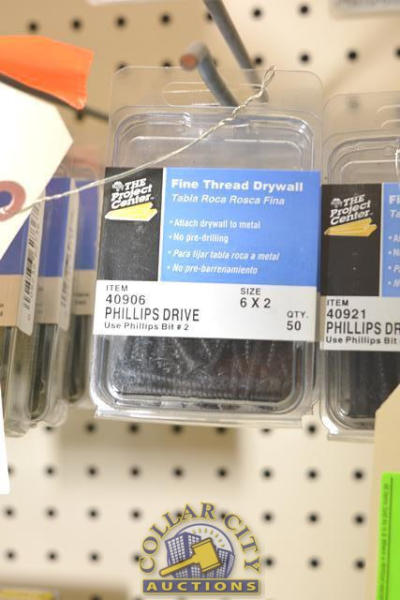 THE
Project
Center
Fine Thread Drywall
Tabla Roca Rosca Fina
• Attach drywall to metal
• No pre-drilling
• Para fijar tabla roca a metal
• No pre-barrenamiento
ITEM
40906
SIZE
6 X 2
PHILLIPS DRIVE
QTY.
50
Use Phillips Bit # 2
THE
Project
Center
Fine
Tabla
ITEM
40921
PHILLIPS DR
Use Phillips Bit
COLLAR CITY
AUCTIONS